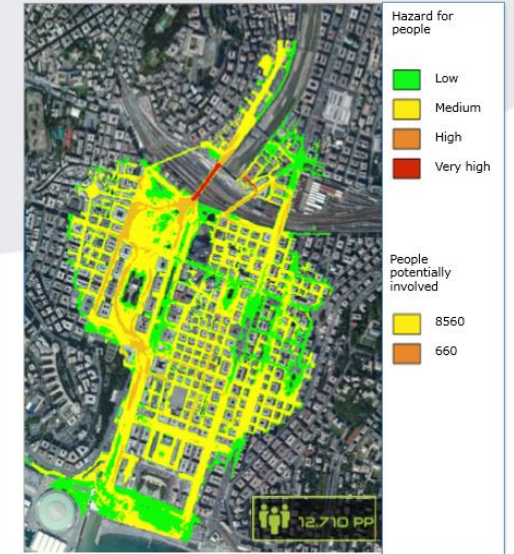 Hazard for
people
Low
Medium
High
Very high
People
potentially
involved
8560
660
12.710 PP